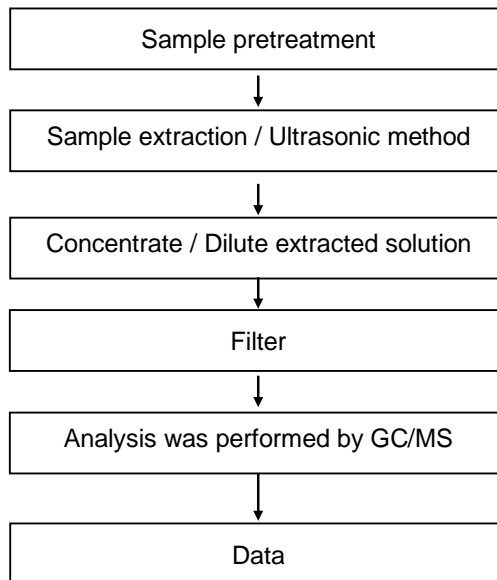 Sample pretreatment
Sample extraction / Ultrasonic method
Concentrate / Dilute extracted solution
Filter
Analysis was performed by GC/MS
Data